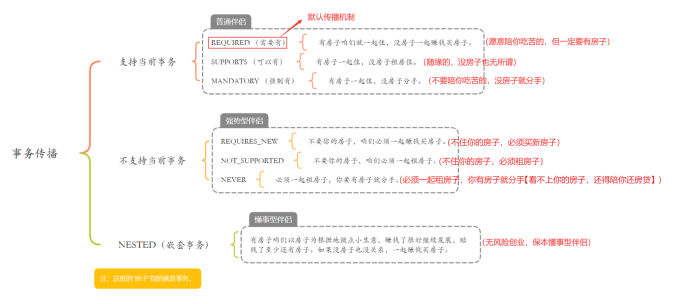 普通伴侣
默认传播机制
REQUIRED（需要有） 有房子咱们就一起住，没房子一起赚钱买房子。 (愿意陪你吃苦的，但一定要有房子)
支持当前事务 SUPPORTS（可以有） 有房子一起住，没房子租房住。 (随缘的，没房子也无所谓)
MANDATORY（强制有） 有房子一起住，没房子分手。 (不要陪你吃苦的，没房子就分手)
强势型伴侣
REQUIRES_NEW 不要你的房子，咱们必须一起赚钱买房子。 (不住你的房子，必须买新房子)
事务传播 不支持当前事务 NOT_SUPPORTED 不要你的房子，咱们必须一起租房子。 (不住你的房子，必须租房子)
NEVER 必须一起租房子，你要有房子就分手。 (必须一起租房子，你有房子就分手【看不上你的房子，还得陪你还房贷】)
懂事型伴侣
NESTED（嵌套事务） 有房子咱们以房子为根据地做点小生意，赚钱了很好继续发展，赔
钱了至少还有房子。如果没房子也没关系，一起赚钱买房子。 (无风险创业，保本懂事型伴侣)
注：这里的"房子"指的就是事务。